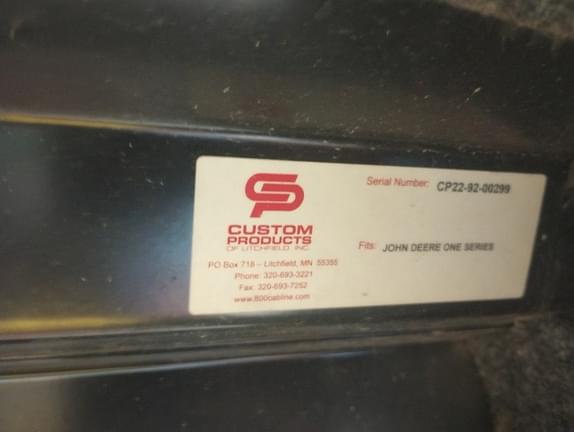 CP
CUSTOM
PRODUCTS
OF LITCHFIELD, INC.
PO Box 718 – Litchfield, MN 55355
Phone: 320-693-3221
Fax: 320-693-7252
www.800cabline.com
Serial Number: CP22-92-00299
Fits: JOHN DEERE ONE SERIES